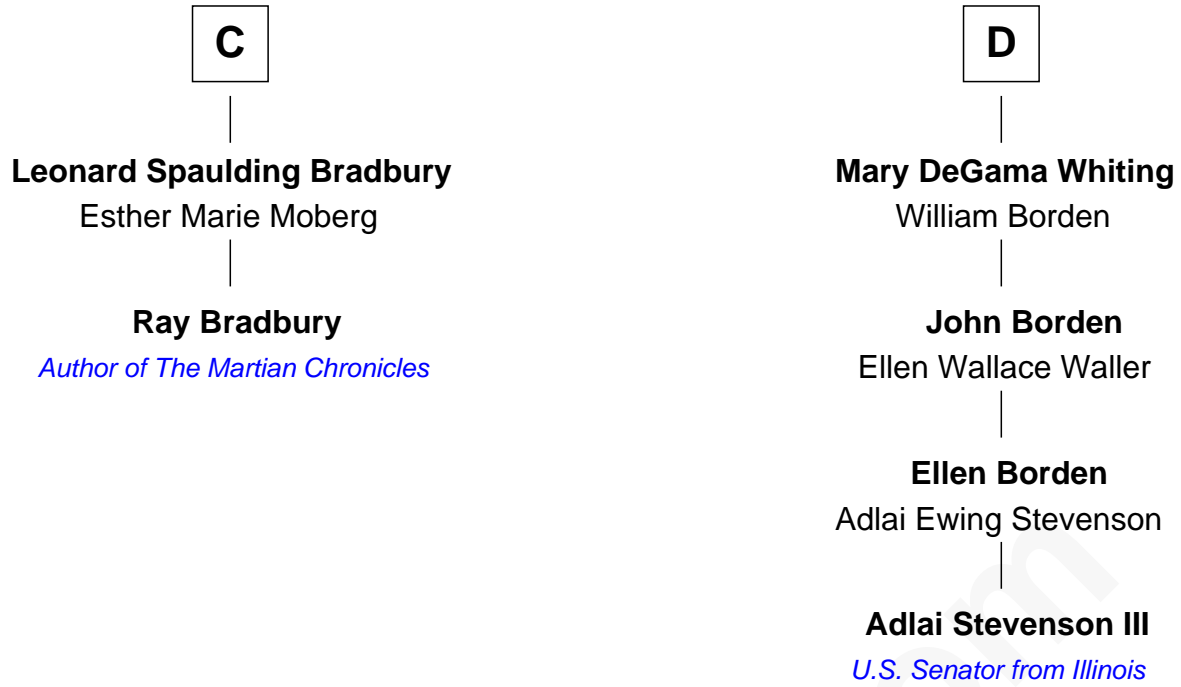 C
Leonard Spaulding Bradbury
Esther Marie Moberg
Ray Bradbury
Author of The Martian Chronicles
D
Mary DeGama Whiting
William Borden
John Borden
Ellen Wallace Waller
Ellen Borden
Adlai Ewing Stevenson
Adlai Stevenson III
U.S. Senator from Illinois